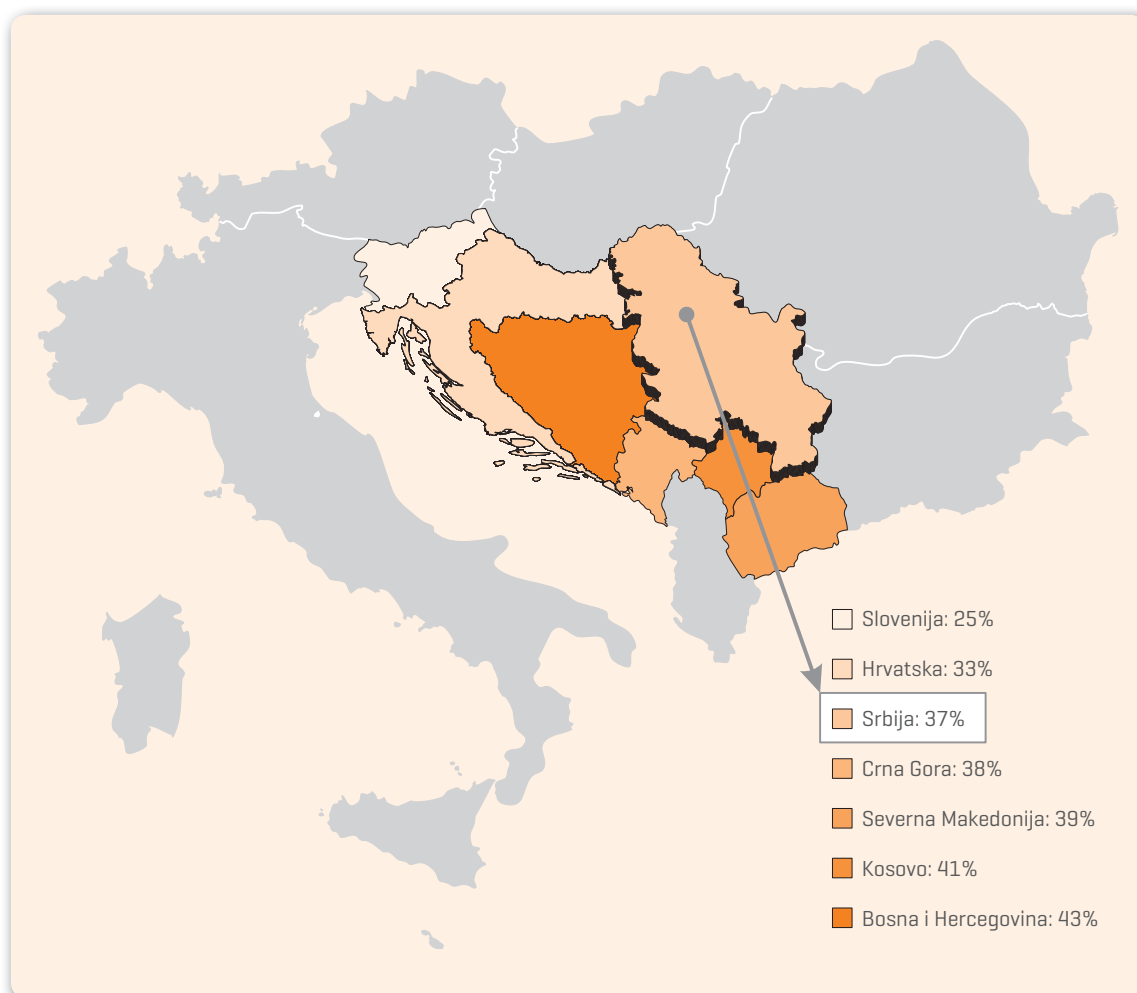 Slovenija: 25%
Hrvatska: 33%
Srbija: 37%
Crna Gora: 38%
Severna Makedonija: 39%
Kosovo: 41%
Bosna i Hercegovina: 43%